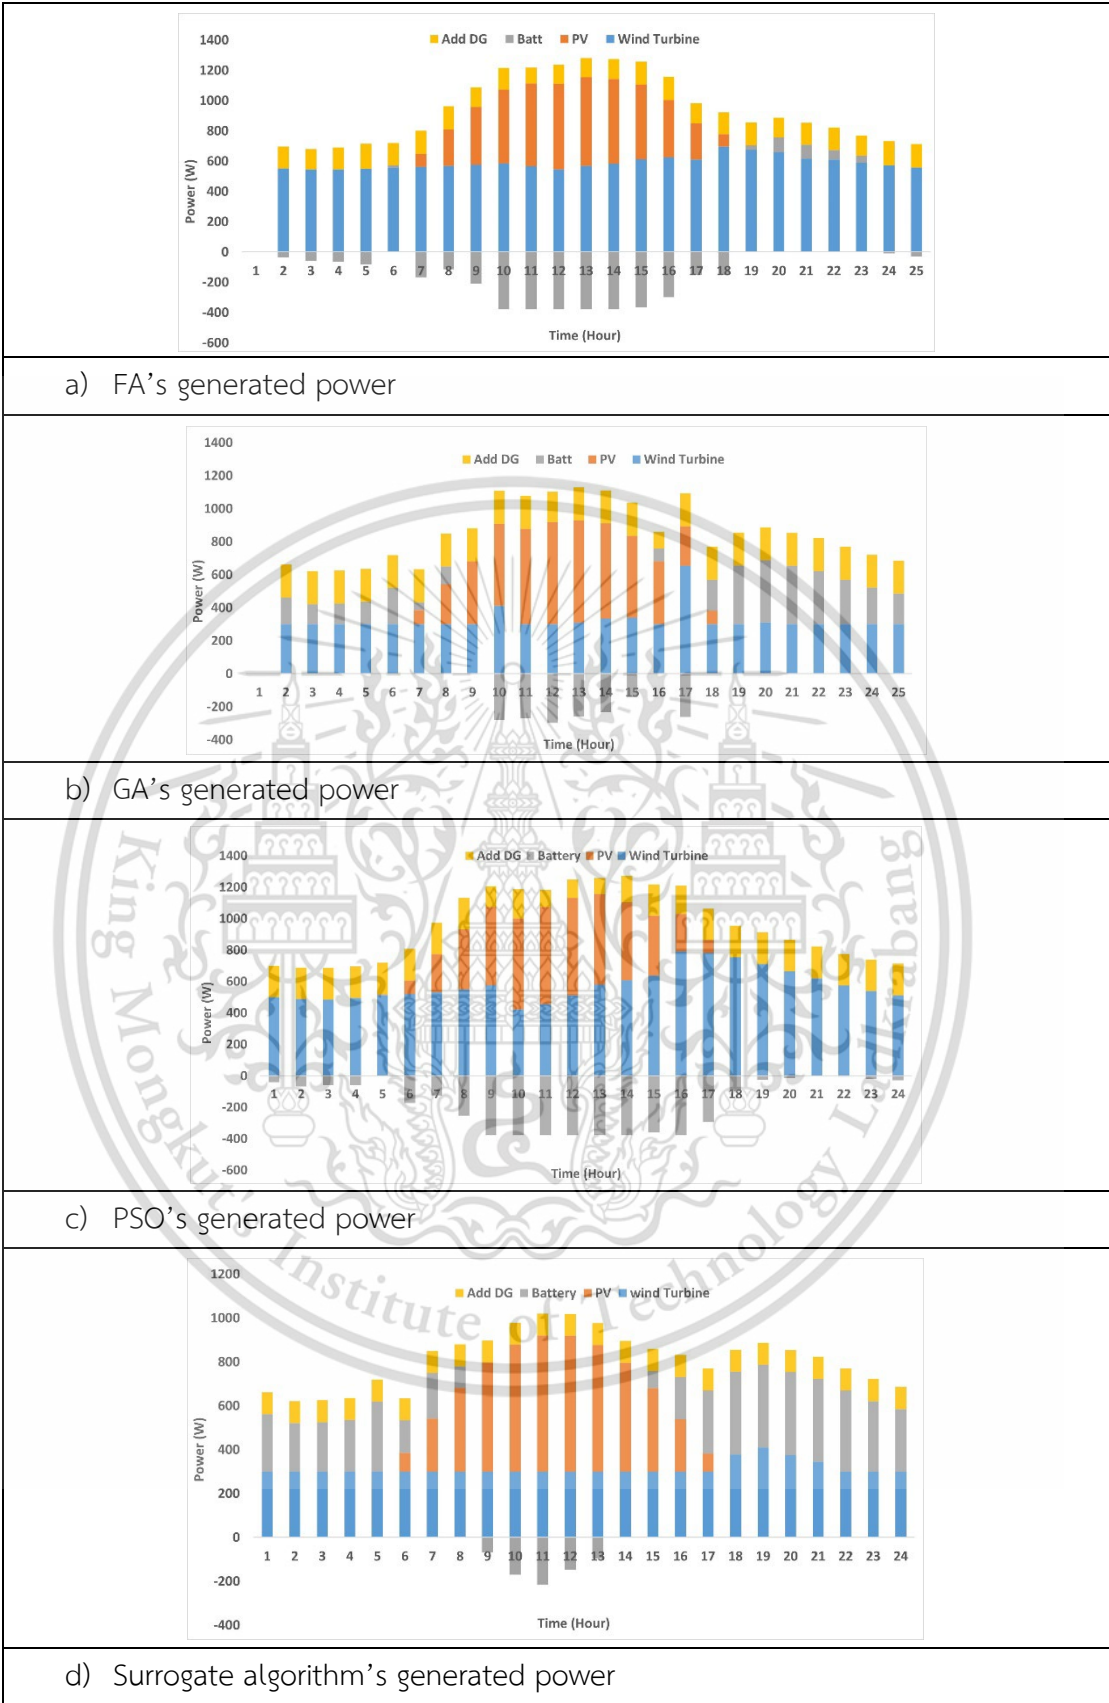 1400
Add DG Batt PV Wind Turbine
1200
1000
800
600
400
200
0
-200
-400
-600
Power (W)
1 2 3 4 5 6 7 8 9 10 11 12 13 14 15 16 17 18 19 20 21 22 23 24 25
Time (Hour)
a) FA's generated power
1400
Add DG Batt PV Wind Turbine
1200
1000
800
600
400
200
0
-200
-400
Power (W)
1 2 3 4 5 6 7 8 9 10 11 12 13 14 15 16 17 18 19 20 21 22 23 24 25
Time (Hour)
b) GA's generated power
1400
Add DG Battery PV Wind Turbine
1200
1000
800
600
400
200
0
-200
-400
-600
Power (W)
1 2 3 4 5 6 7 8 9 10 11 12 13 14 15 16 17 18 19 20 21 22 23 24
Time (Hour)
c) PSO's generated power
1200
Add DG Battery PV wind Turbine
1000
800
600
400
200
0
-200
-400
Power (W)
1 2 3 4 5 6 7 8 9 10 11 12 13 14 15 16 17 18 19 20 21 22 23 24
Time (Hour)
d) Surrogate algorithm's generated power
King Mongkut's Institute of Technology Ladkrabang